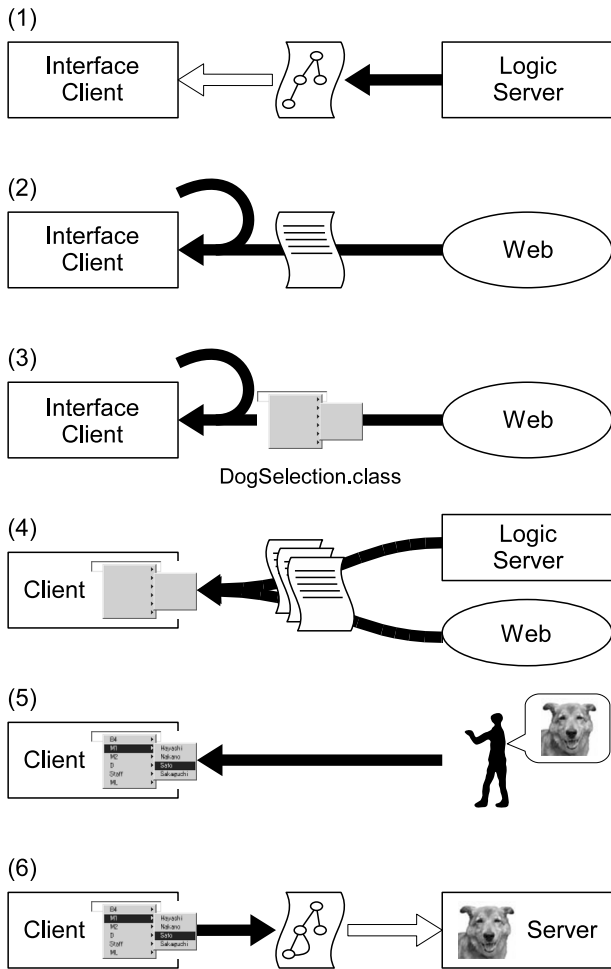 (1)
Interface
Client
Logic
Server
(2)
Interface
Client
Web
(3)
Interface
Client
Web
DogSelection.class
(4)
Client
Logic
Server
Web
(5)
Client
B4
M1
Hayashi
M2
Nakano
D
Sato
Staff
Sakaguchi
ML
(6)
Client
B4
M1
Hayashi
M2
Nakano
D
Sato
Staff
Sakaguchi
ML
Server